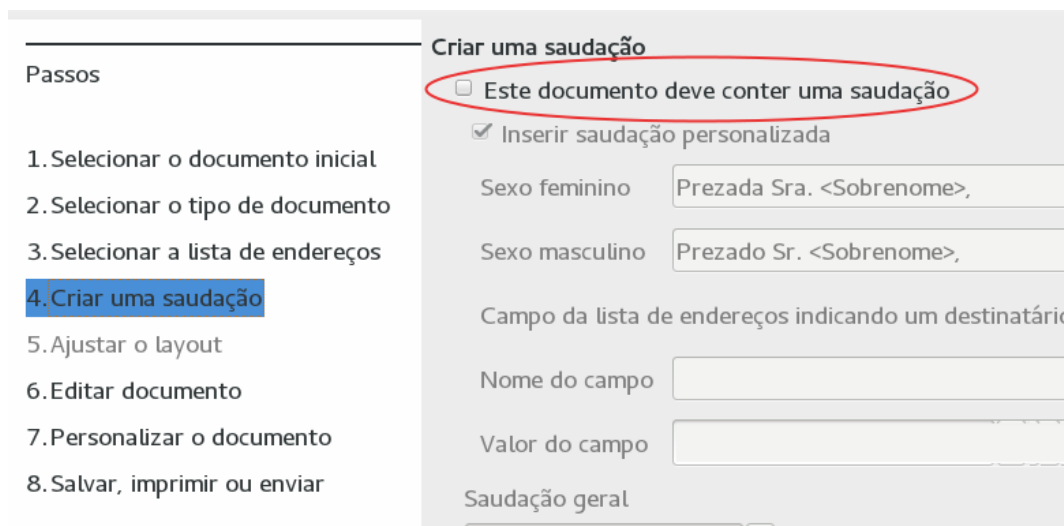 Passos
1. Selecionar o documento inicial
2. Selecionar o tipo de documento
3. Selecionar a lista de endereços
4. Criar uma saudação
5. Ajustar o layout
6. Editar documento
7. Personalizar o documento
8. Salvar, imprimir ou enviar
Criar uma saudação
Este documento deve conter uma saudação
Inserir saudação personalizada
Sexo feminino Prezada Sra. <Sobrenome>,
Sexo masculino Prezado Sr. <Sobrenome>,
Campo da lista de endereços indicando um destinatário
Nome do campo
Valor do campo
Saudação geral